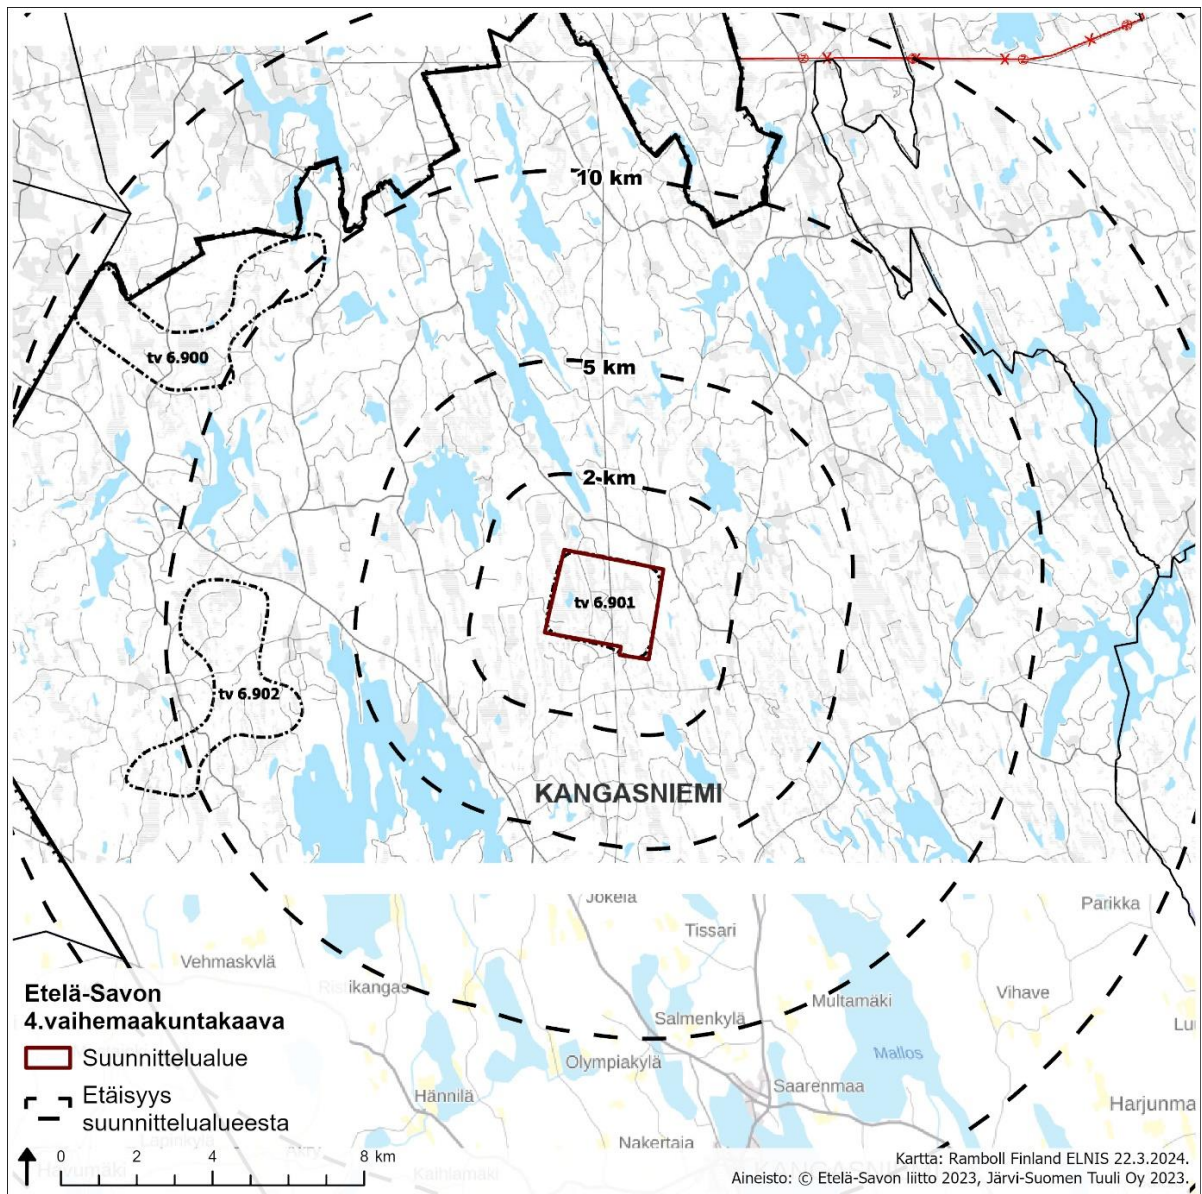 10 km
tv 6.900
5 km
2 km
tv 6.901
tv 6.902
KANGASNIEMI
Jokela
Parikka
Tissari
Vehmaskylä
Ristikangas
Vihave
Multamäki
Salmenkylä
Mallos
Olympiakylä
Saarenmaa
Hännilä
Harjunma
Nakertaja
Etelä-Savon
4.vaihemaakuntakaava
Suunnittelualue
Etäisyys
suunnittelualueesta
0 2 4 8 km
Kartta: Ramboll Finland ELNIS 22.3.2024.
Aineisto: © Etelä-Savon liitto 2023, Järvi-Suomen Tuuli Oy 2023.